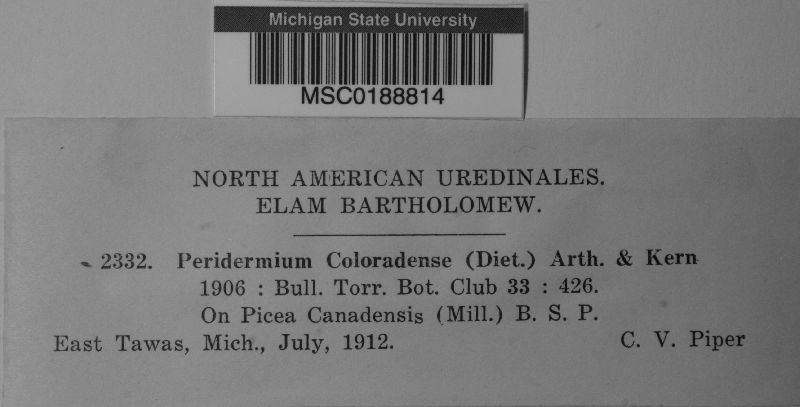 Michigan State University
MSC0188814
NORTH AMERICAN UREDINALES.
ELAM BARTHOLOMEW.
2332. Peridermium Coloradense (Diet.) Arth. & Kern
1906 : Bull. Torr. Bot. Club 33 : 426.
On Picea Canadensis (Mill.) B. S. P.
East Tawas, Mich., July, 1912. C. V. Piper